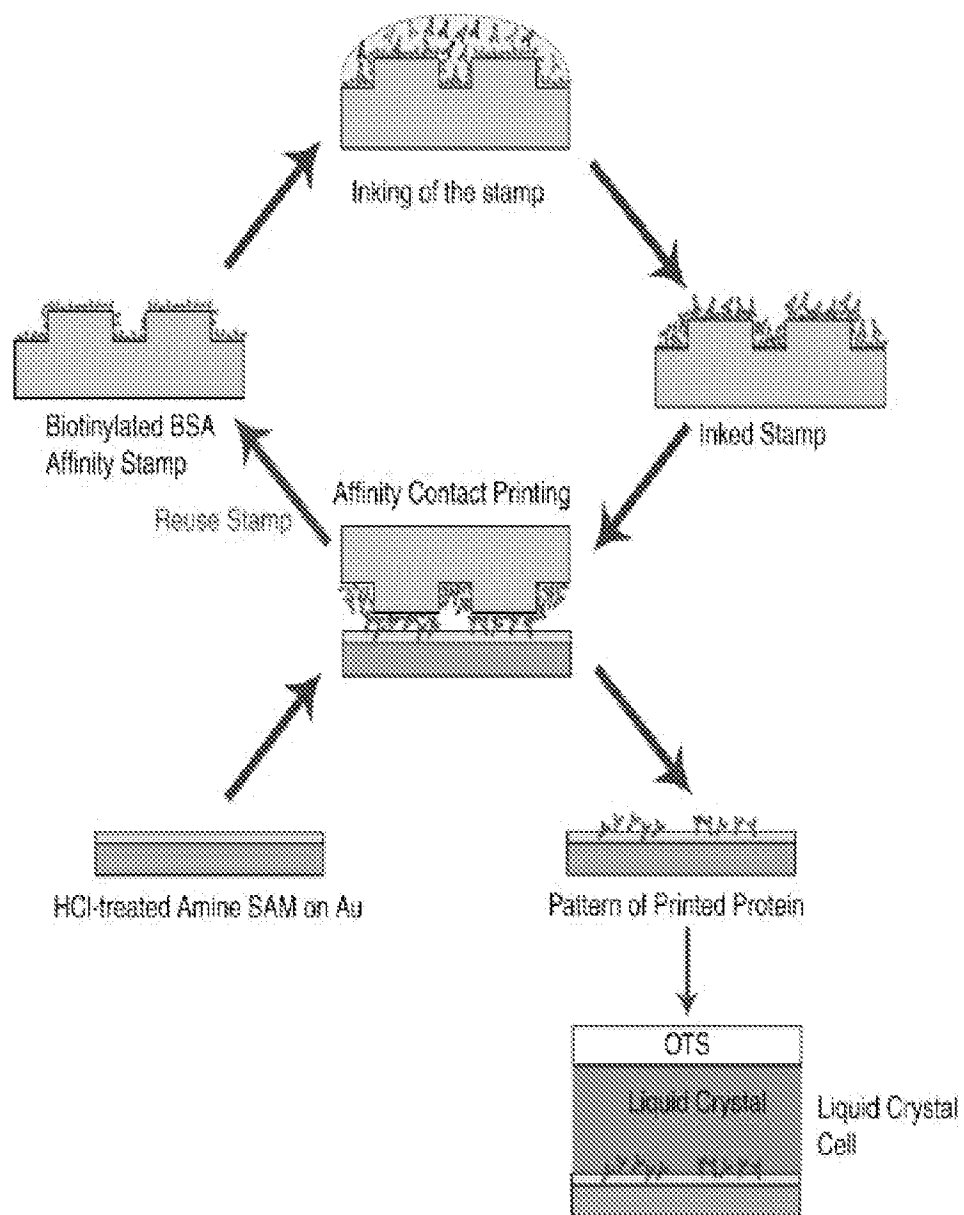 Inking of the stamp
Biotinylated BSA
Affinity Stamp
Inked Stamp
Affinity Contact Printing
Reuse Stamp
HCl-treated Amine SAM on Au
Pattern of Printed Protein
OTS
Liquid Crystal
Liquid Crystal
Cell